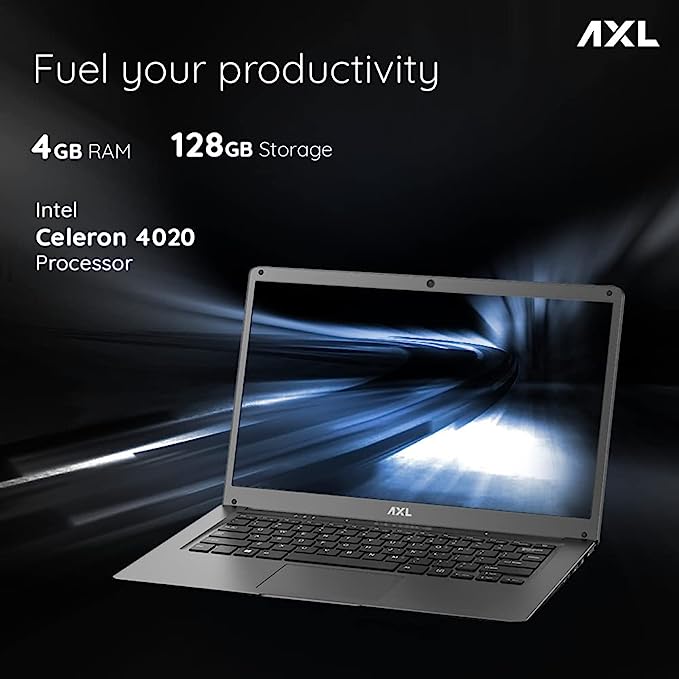 AXL
Fuel your productivity
4GB RAM 128GB Storage
Intel
Celeron 4020
Processor
AXL